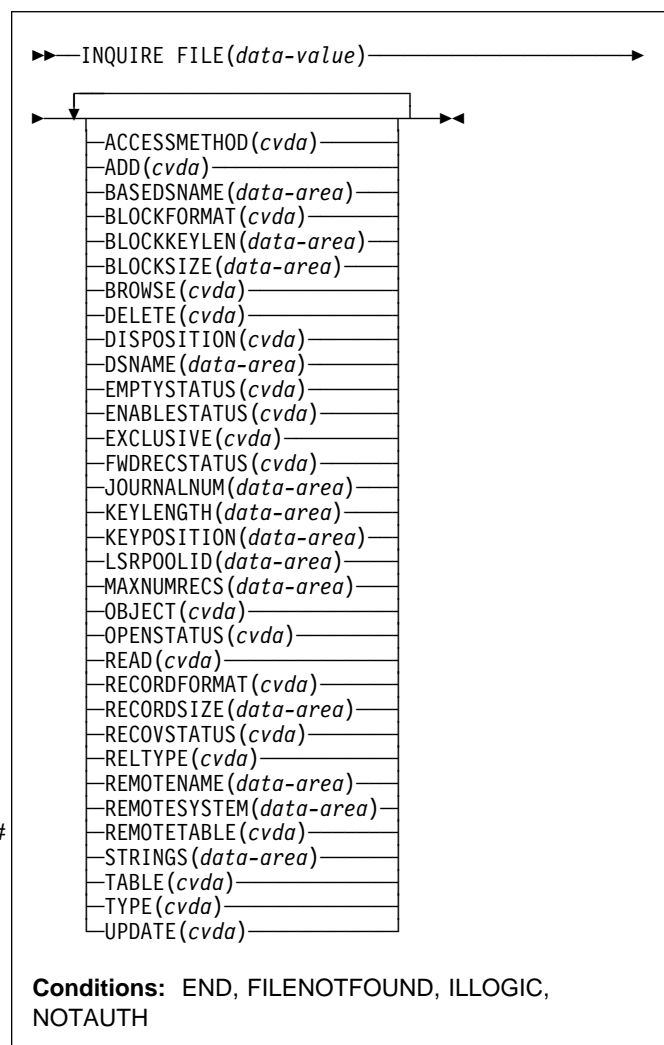 INQUIRE FILE(data-value)
ACCESSMETHOD(cvda)
ADD(cvda)
BASEDSNAME(data-area)
BLOCKFORMAT(cvda)
BLOCKKEYLEN(data-area)
BLOCKSIZE(data-area)
BROWSE(cvda)
DELETE(cvda)
DISPOSITION(cvda)
DSNAME(data-area)
EMPTYSTATUS(cvda)
ENABLESTATUS(cvda)
EXCLUSIVE(cvda)
FWDRECSTATUS(cvda)
JOURNALNUM(data-area)
KEYLENGTH(data-area)
KEYPOSITION(data-area)
LSRPOOLID(data-area)
MAXNUMRECS(data-area)
OBJECT(cvda)
OPENSTATUS(cvda)
READ(cvda)
RECORDFORMAT(cvda)
RECORDSIZE(data-area)
RECOVSTATUS(cvda)
RELTYPE(cvda)
REMOTENAME(data-area)
REMOTESYSTEM(data-area)
# REMOTETABLE(cvda)
STRINGS(data-area)
TABLE(cvda)
TYPE(cvda)
UPDATE(cvda)
Conditions: END, FILENOTFOUND, ILLOGIC,
NOTAUTH